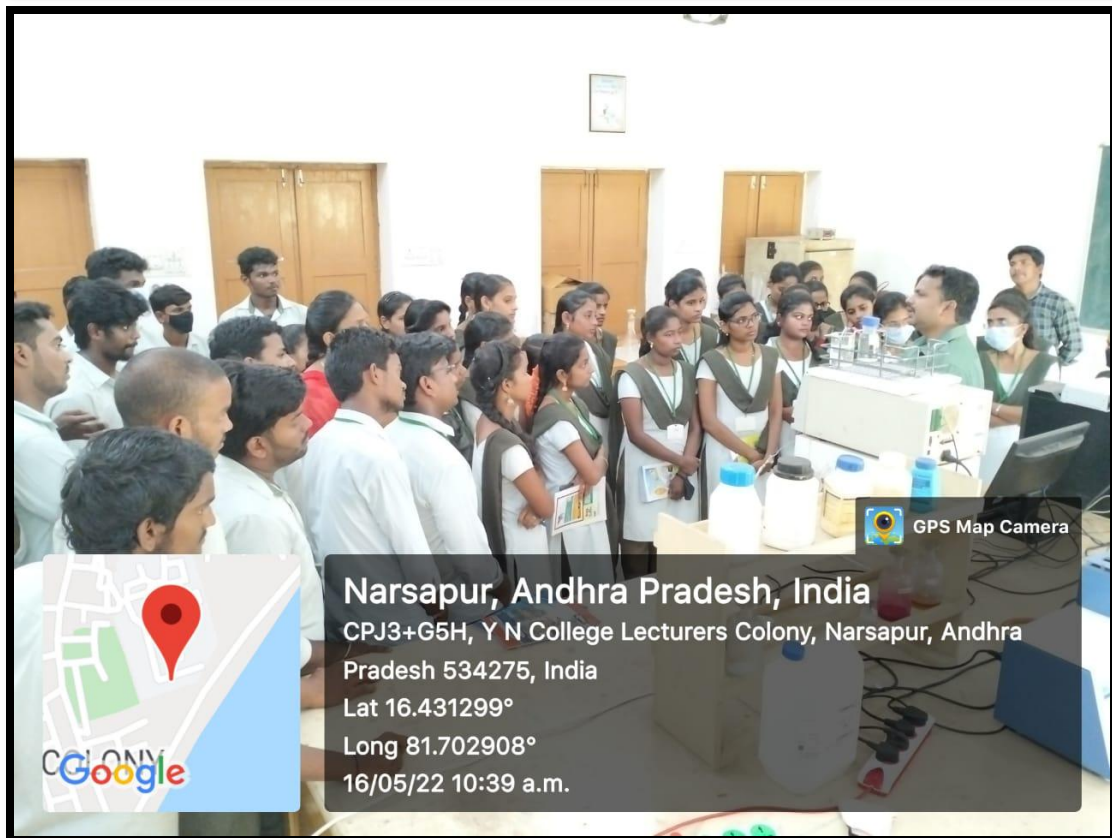 GPS Map Camera
Narsapur, Andhra Pradesh, India
CPJ3+G5H, Y N College Lecturers Colony, Narsapur, Andhra
Pradesh 534275, India
Lat 16.431299°
Long 81.702908°
16/05/22 10:39 a.m.
COLONY
Google